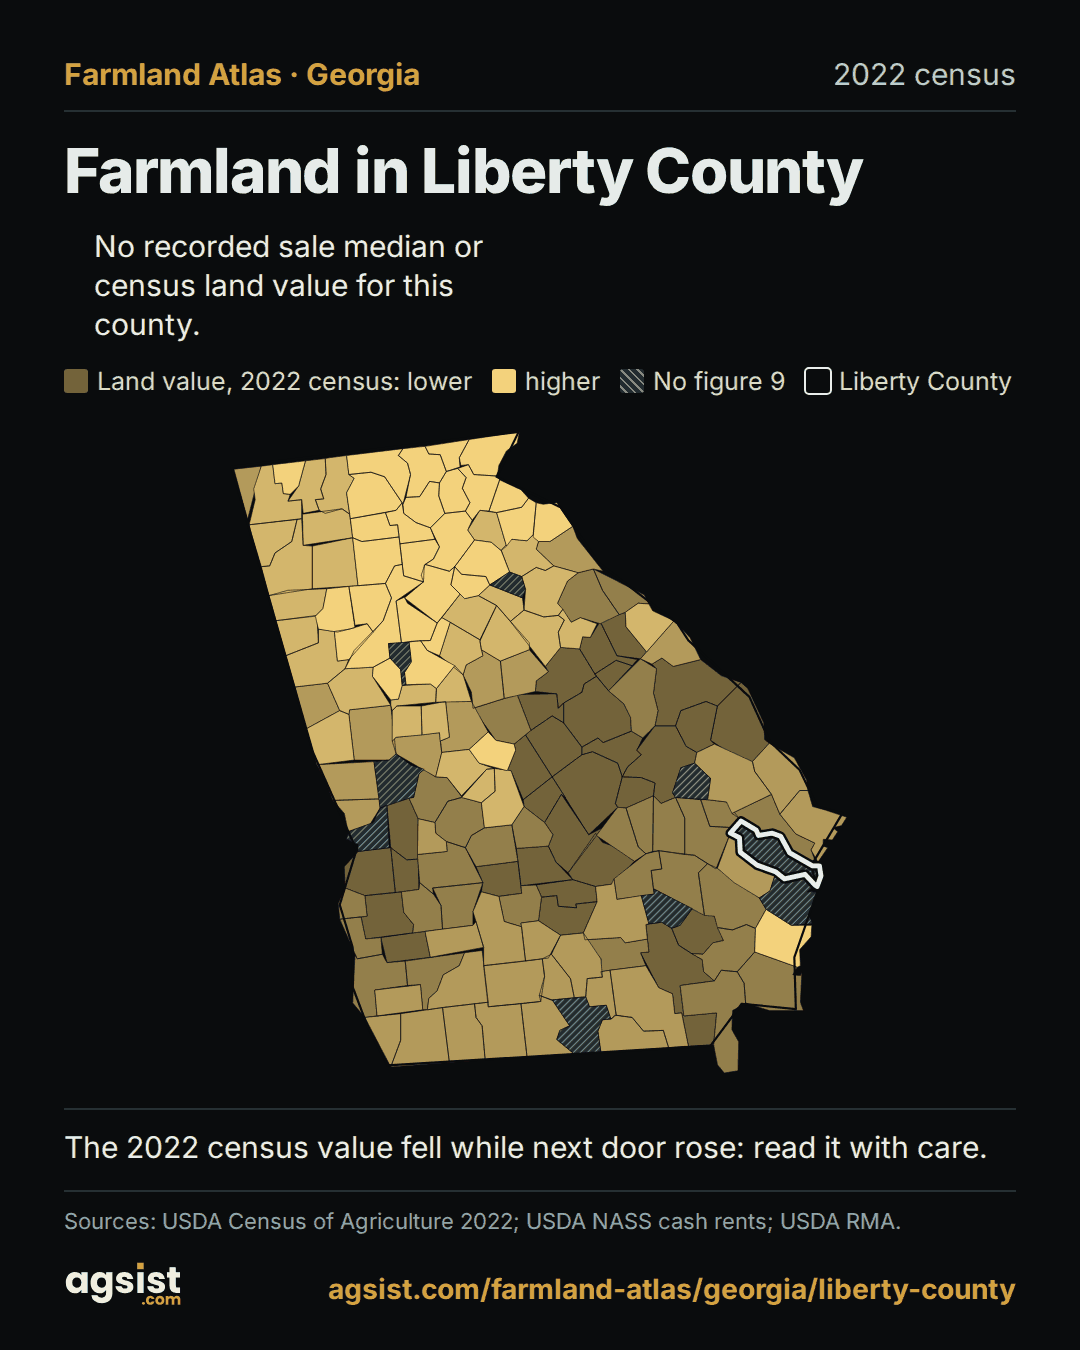 Farmland Atlas · Georgia
2022 census
Farmland in Liberty County
No recorded sale median or
census land value for this
county.
Land value, 2022 census: lower higher No figure 9 Liberty County
The 2022 census value fell while next door rose: read it with care.
Sources: USDA Census of Agriculture 2022; USDA NASS cash rents; USDA RMA.
agsist
.com
agsist.com/farmland-atlas/georgia/liberty-county